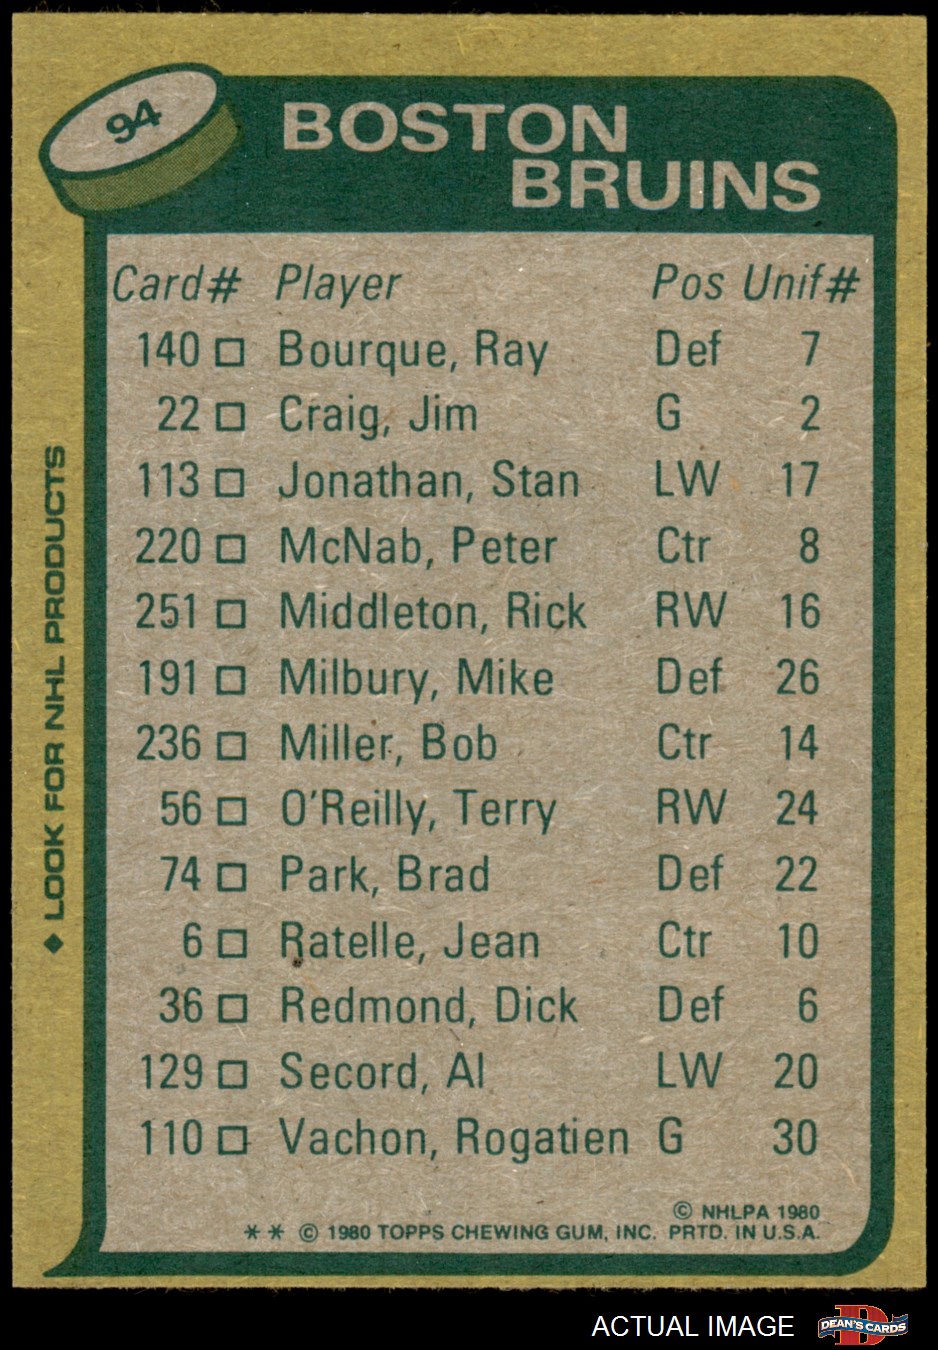 94
BOSTON
BRUINS
Card# Player Pos Unif#
140 □ Bourque, Ray Def 7
22 □ Craig, Jim G 2
113 □ Jonathan, Stan LW 17
220 □ McNab, Peter Ctr 8
251 □ Middleton, Rick RW 16
191 □ Milbury, Mike Def 26
236 □ Miller, Bob Ctr 14
56 □ O'Reilly, Terry RW 24
74 □ Park, Brad Def 22
6 □ Ratelle, Jean Ctr 10
36 □ Redmond, Dick Def 6
129 □ Secord, Al LW 20
110 □ Vachon, Rogatien G 30
© NHLPA 1980
** © 1980 TOPPS CHEWING GUM, INC. PRTD. IN U.S.A.
◆ LOOK FOR NHL PRODUCTS
ACTUAL IMAGE
DEAN'S CARDS